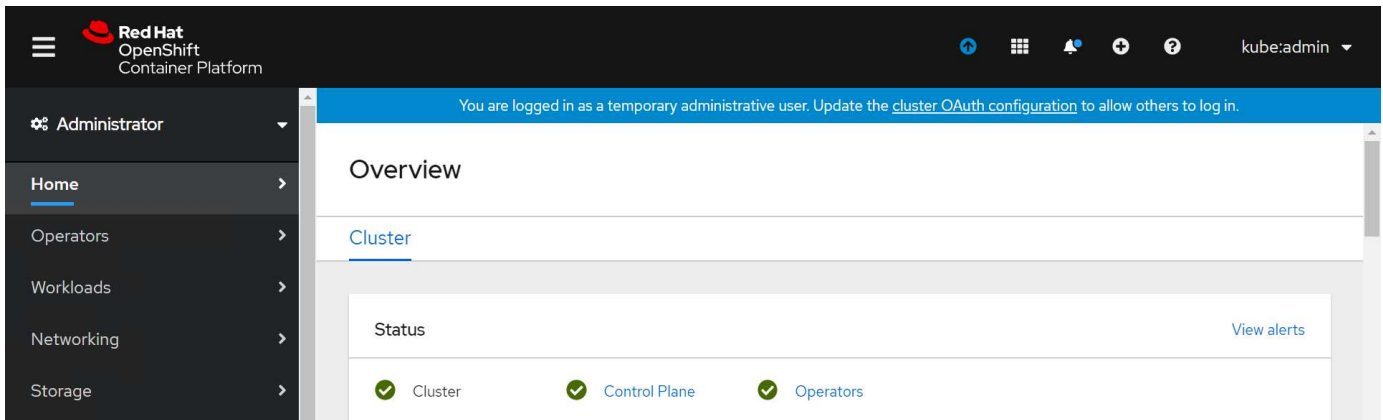 Red Hat
OpenShift
Container Platform
kube:admin
Administrator
You are logged in as a temporary administrative user. Update the cluster OAuth configuration to allow others to log in.
Home
Operators
Workloads
Networking
Storage
Overview
Cluster
Status
View alerts
Cluster
Control Plane
Operators